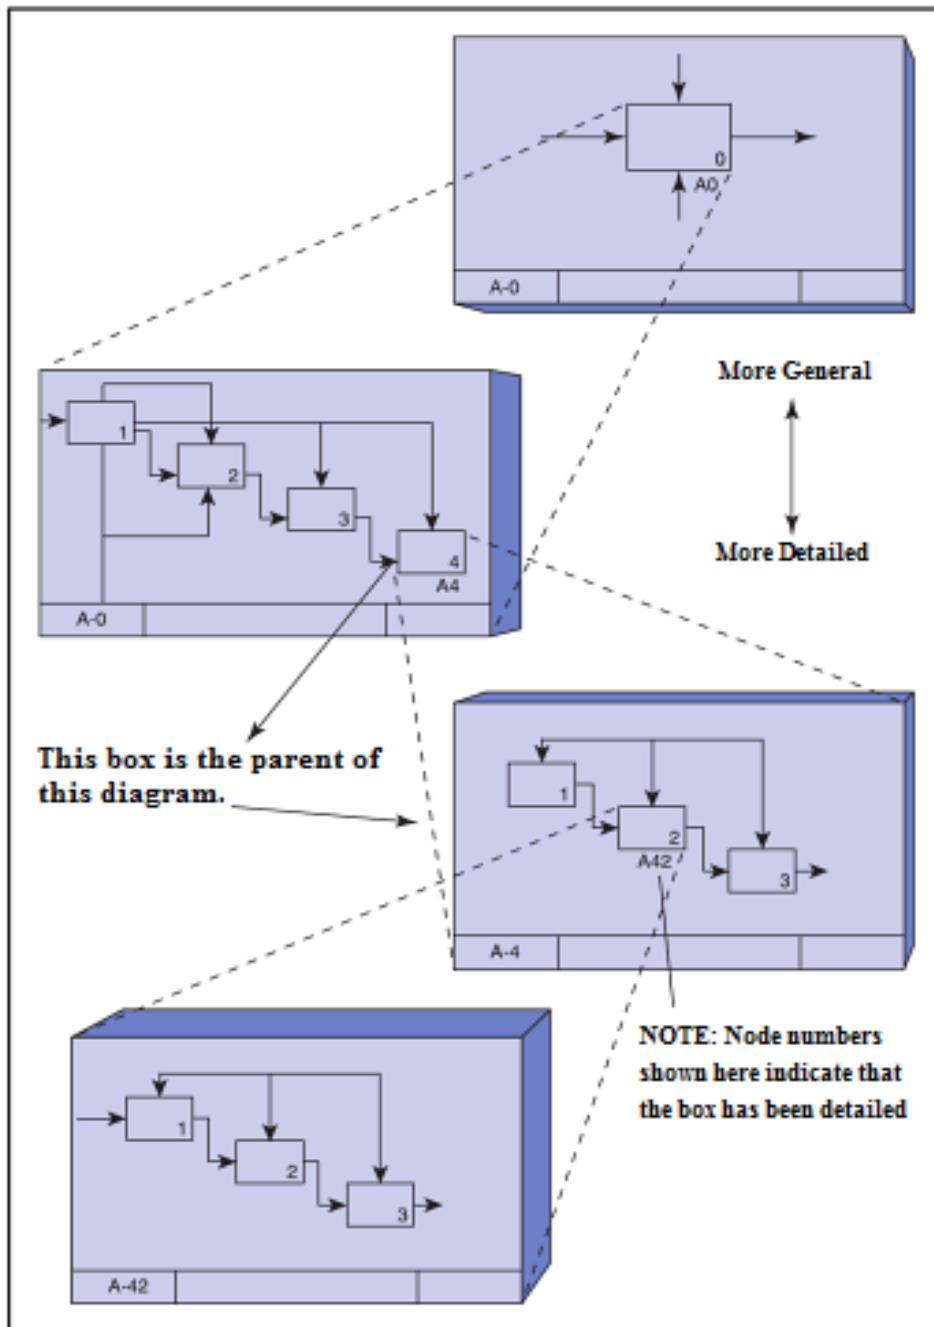 0
A0
A-0
More General
More Detailed
1
2
3
4
A4
A-0
This box is the parent of
this diagram.
1
2
A42
3
A-4
NOTE: Node numbers
shown here indicate that
the box has been detailed
1
2
3
A-42